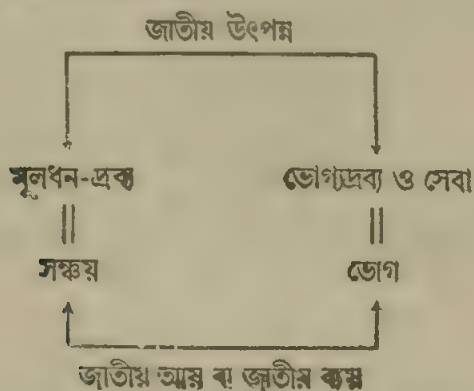 জাতীয় উৎপন্ন
মূলধন-দ্রব্য ভোগ্যদ্রব্য ও সেবা
সঞ্চয় ভোগ
জাতীয় আয় বা জাতীয় ব্যয়